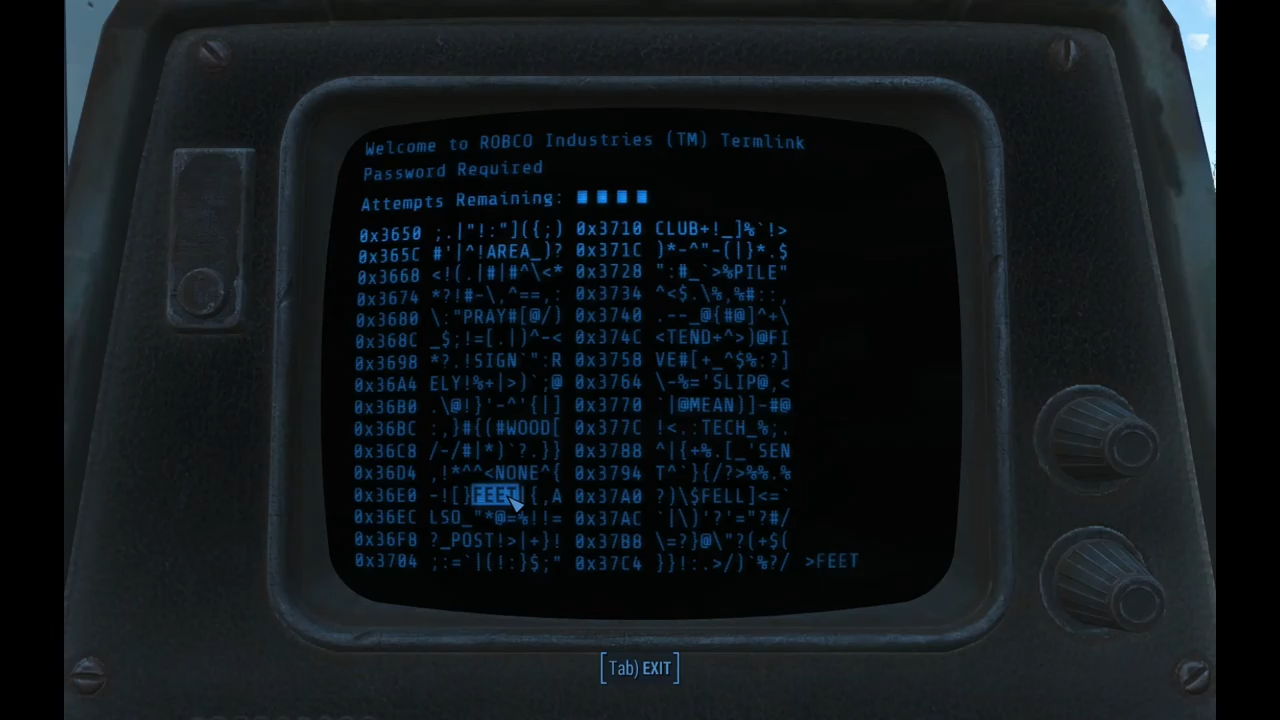 Welcome to ROBCO Industries (TM) Termlink
Password Required
Attempts Remaining:
0x3650 ;.|"!:"]({;) 0x3710 CLUB+!_]%`!>
0x365C #'|^!AREA_)? 0x371C )*-^"-(|}*.$
0x3668 <!(.|#|#^\<* 0x3728 ":#_`>%PILE"
0x3674 *?!#-\,^==,: 0x3734 ^<$.\%,%#::,
0x3680 \:"PRAY#[@/) 0x3740 .--_@{#@]^+\
0x368C _$;!=[.|)^-< 0x374C <TEND+^>)@FI
0x3698 *?.!SIGN`":R 0x3758 VE#[+_^$%:?]
0x36A4 ELY!%+|>)`;@ 0x3764 \-%='SLIP@,<
0x36B0 .\@!}'-^'{|] 0x3770 `|@MEAN)]-#@
0x36BC :,}#{(#WOOD[ 0x377C !<.:TECH_%;,
0x36C8 /-/#|*)`?.}} 0x3788 ^|{+%.[_'SEN
0x36D4 ,!*^^<NONE^{ 0x3794 T^`}{/?>%%.%
0x36E0 -![}FEET!{,A 0x37A0 ?)\$FELL]<=`
0x36EC LSO_"*@=%!!= 0x37AC `|\)'?'="?#/
0x36F8 ?_POST!>|+}! 0x37B8 \=?}@\"?(+$(
0x3704 ;:=`|(!:}$;" 0x37C4 }}!:.>/)`%?/ >FEET
[Tab) EXIT]